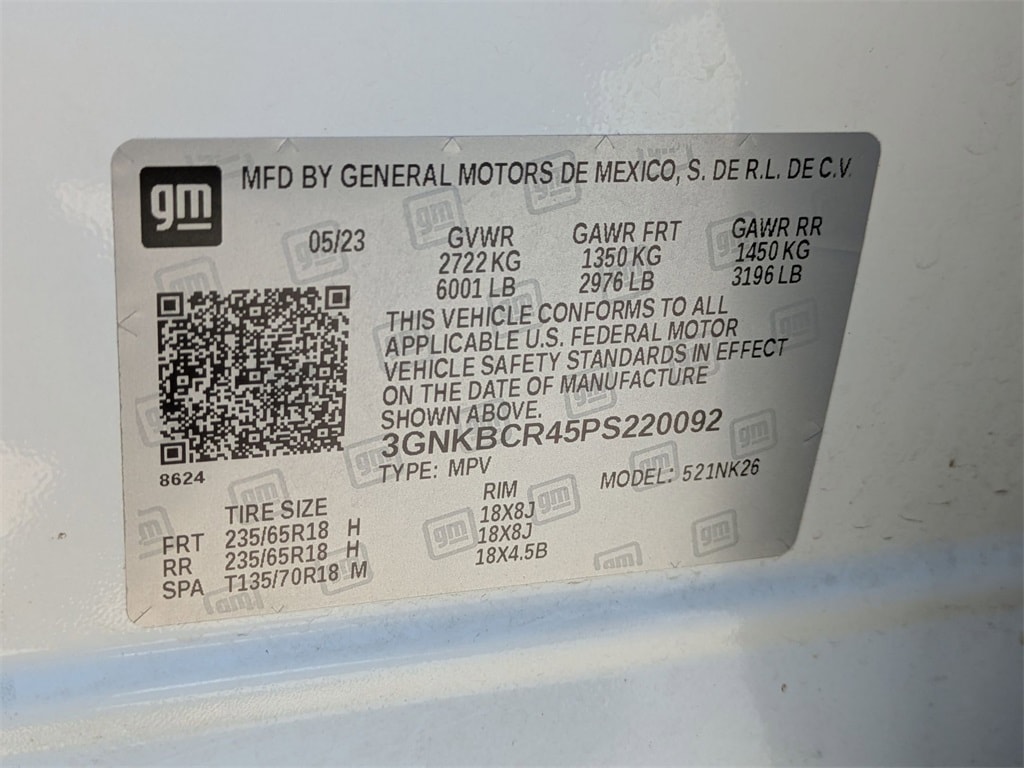 gm MFD BY GENERAL MOTORS DE MEXICO, S. DE R.L. DE C.V.
05/23 GVWR GAWR FRT GAWR RR
2722 KG 1350 KG 1450 KG
6001 LB 2976 LB 3196 LB
THIS VEHICLE CONFORMS TO ALL
APPLICABLE U.S. FEDERAL MOTOR
VEHICLE SAFETY STANDARDS IN EFFECT
ON THE DATE OF MANUFACTURE
SHOWN ABOVE.
3GNKBCR45PS220092
8624 TYPE: MPV MODEL: 521NK26
TIRE SIZE RIM
FRT 235/65R18 H 18X8J
RR 235/65R18 H 18X8J
SPA T135/70R18 M 18X4.5B